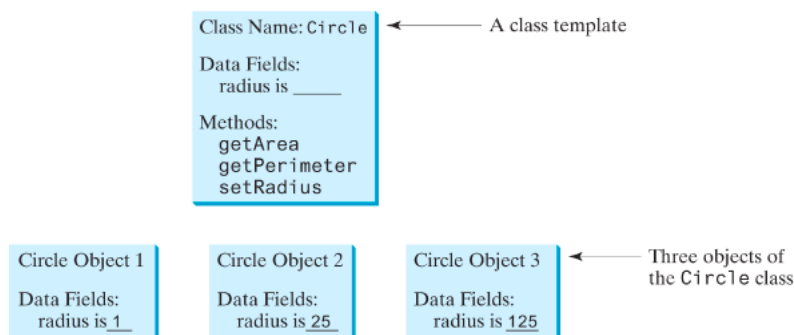 Class Name: Circle
A class template
Data Fields:
radius is _____
Methods:
getArea
getPerimeter
setRadius
Circle Object 1
Data Fields:
radius is 1
Circle Object 2
Data Fields:
radius is 25
Circle Object 3
Data Fields:
radius is 125
Three objects of
the Circle class